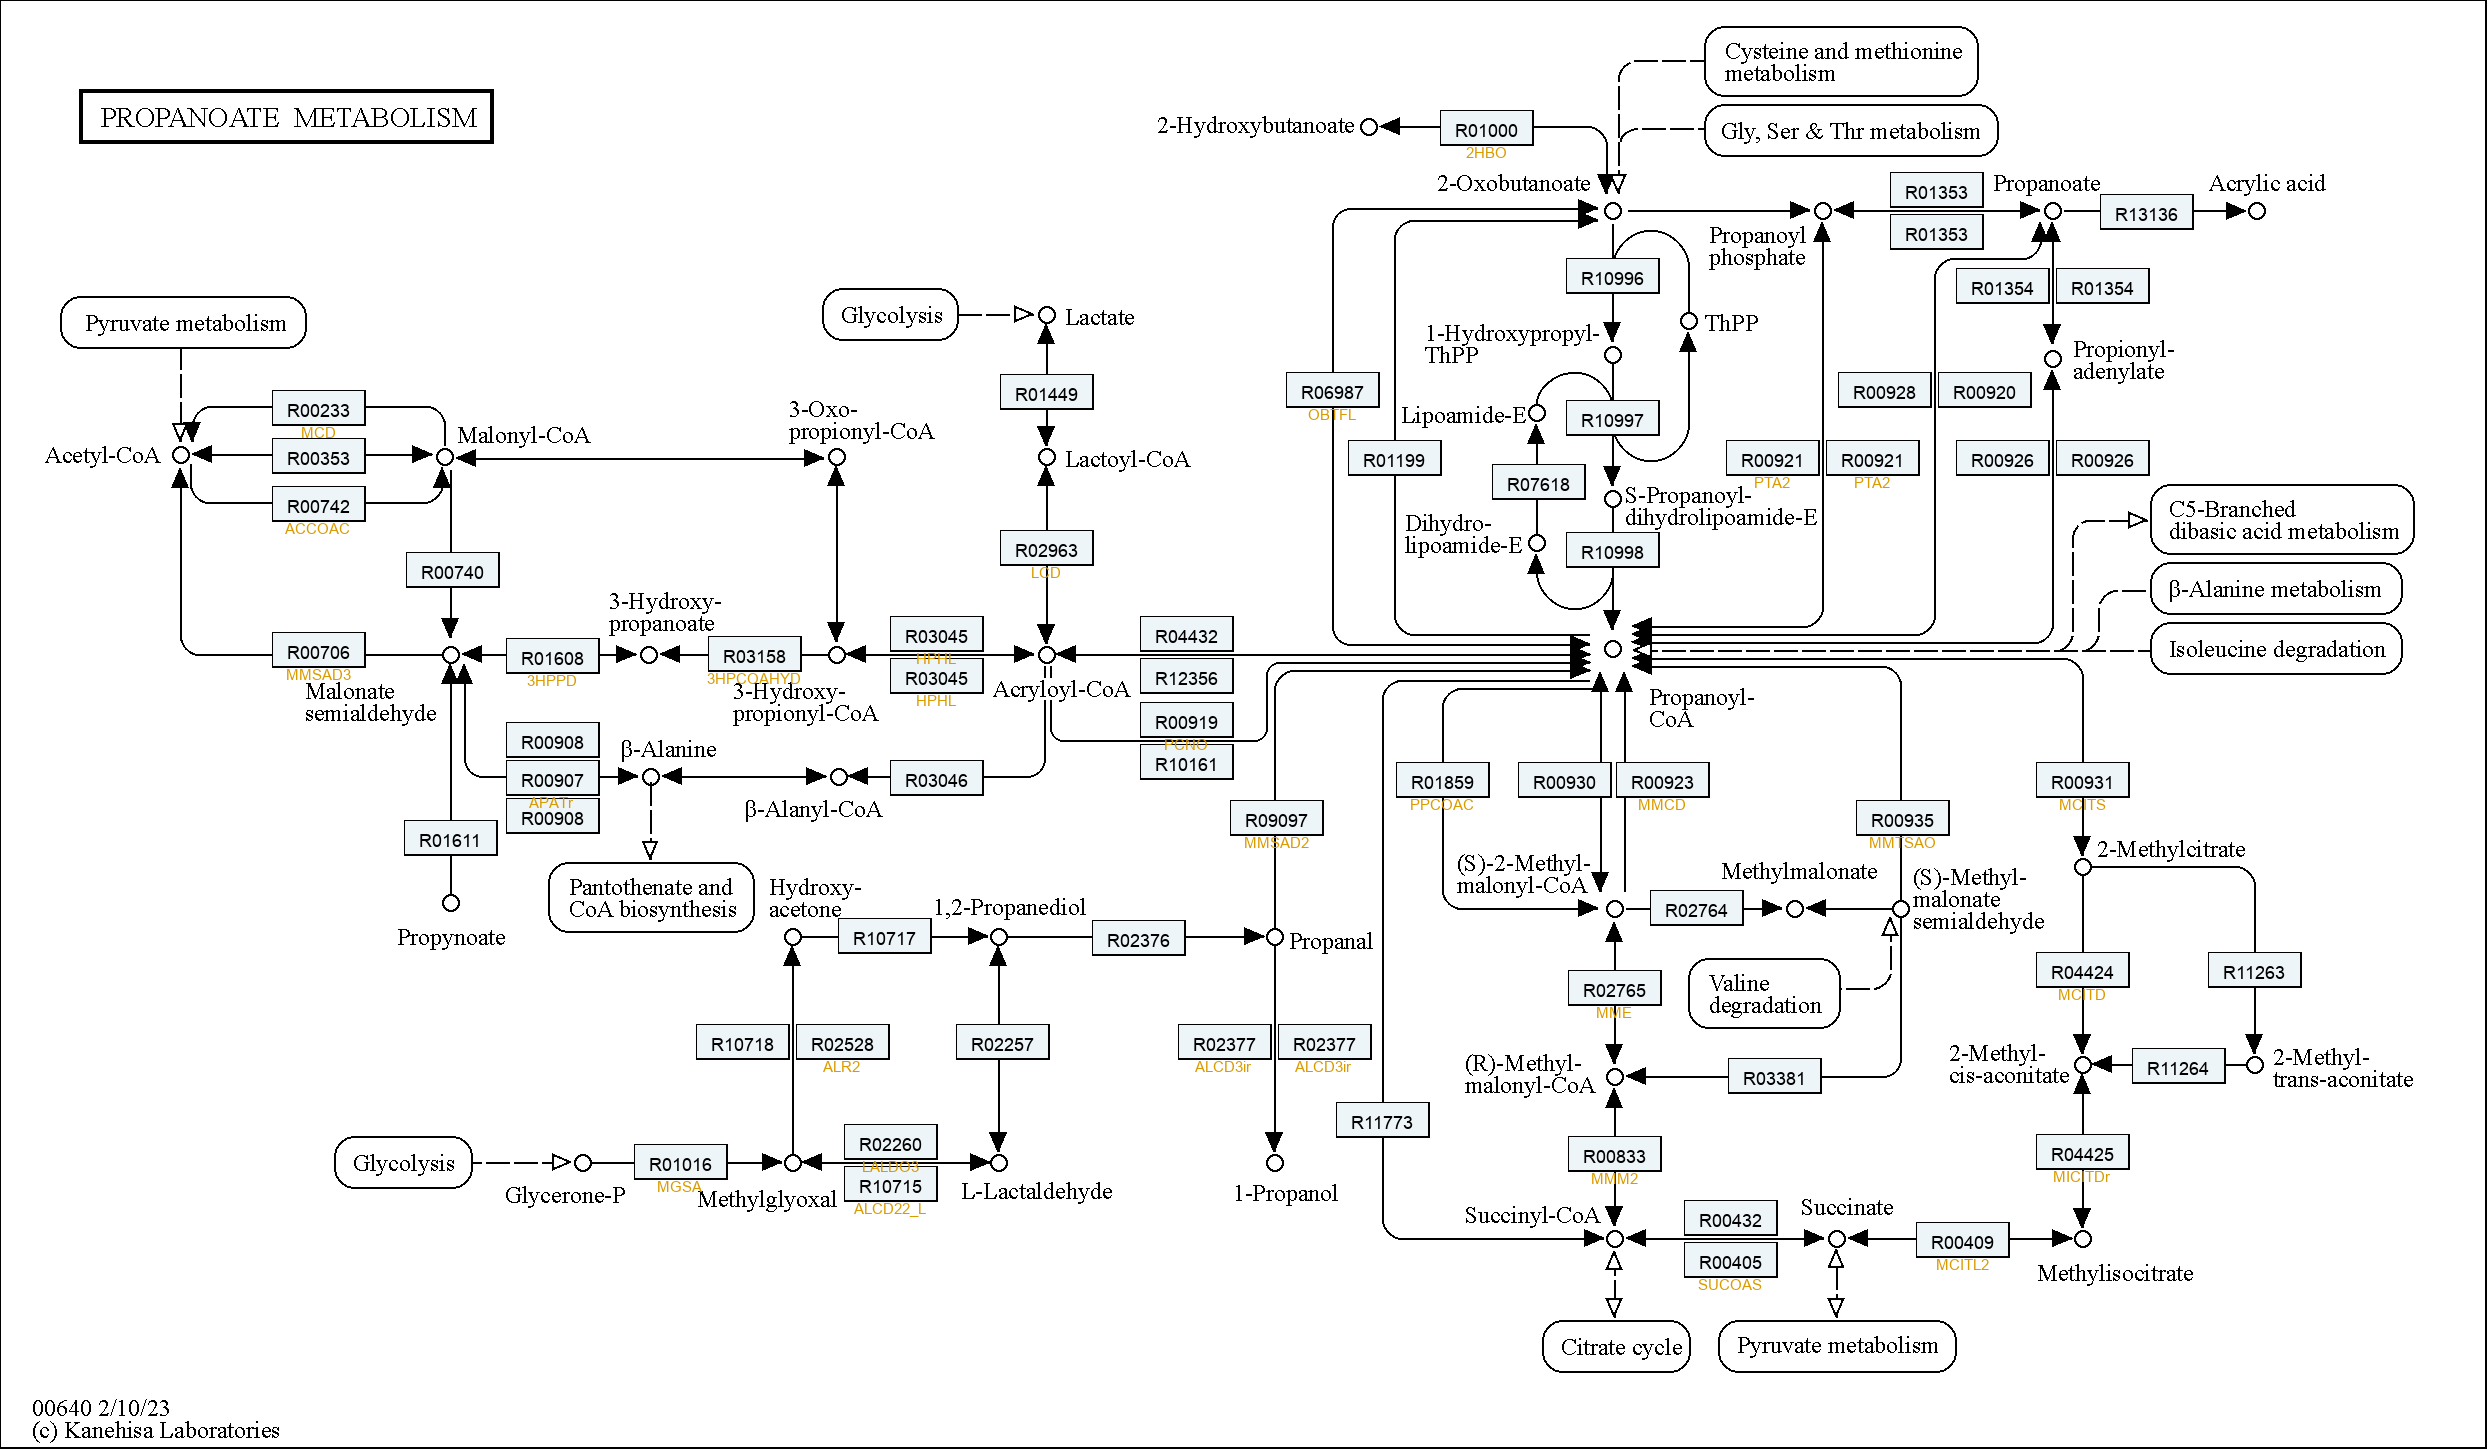 PROPANOATE METABOLISM
Cysteine and methionine
metabolism
2-Hydroxybutanoate
R01000
2HBO
Gly, Ser & Thr metabolism
2-Oxobutanoate
R01353
Propanoate
Acrylic acid
R13136
Propanoyl
phosphate
R01353
R10996
R01354
R01354
Pyruvate metabolism
Glycolysis
Lactate
1-Hydroxypropyl-
ThPP
ThPP
Propionyl-
adenylate
R00233
MCD
R01449
R06987
OBTFL
R00928
R00920
3-Oxo-
propionyl-CoA
Lipoamide-E
R10997
Acetyl-CoA
R00353
Malonyl-CoA
Lactoyl-CoA
R01199
R00921
PTA2
R00921
PTA2
R00926
R00926
R00742
ACCOAC
R07618
S-Propanoyl-
dihydrolipoamide-E
C5-Branched
dibasic acid metabolism
Dihydro-
lipoamide-E
R02963
LCD
R10998
R00740
β-Alanine metabolism
3-Hydroxy-
propanoate
R03045
HPHL
R04432
Isoleucine degradation
R00706
MMSAD3
R01608
3HPPD
R03158
3HPCOAHYD
R03045
HPHL
R12356
Malonate
semialdehyde
3-Hydroxy-
propionyl-CoA
Acryloyl-CoA
Propanoyl-
CoA
R00919
PCNO
R00908
β-Alanine
R10161
R00907
APATr
R03046
R01859
PPCOAC
R00930
R00923
MMCD
R00931
MCITS
R00908
β-Alanyl-CoA
R01611
R09097
MMSAD2
R00935
MMTSAO
2-Methylcitrate
(S)-2-Methyl-
malonyl-CoA
Methylmalonate
(S)-Methyl-
malonate
semialdehyde
Pantothenate and
CoA biosynthesis
Hydroxy-
acetone
1,2-Propanediol
R02764
Propynoate
R10717
R02376
Propanal
R02765
MME
Valine
degradation
R04424
MCITD
R11263
R10718
R02528
ALR2
R02257
R02377
ALCD3ir
R02377
ALCD3ir
(R)-Methyl-
malonyl-CoA
R03381
2-Methyl-
cis-aconitate
R11264
2-Methyl-
trans-aconitate
R11773
Glycolysis
R01016
MGSA
R02260
LALDO3
R00833
MMM2
R04425
MICITDr
Glycerone-P
Methylglyoxal
R10715
ALCD22_L
L-Lactaldehyde
1-Propanol
Succinyl-CoA
R00432
Succinate
R00409
MCITL2
R00405
SUCOAS
Methylisocitrate
Citrate cycle
Pyruvate metabolism
00640 2/10/23
(c) Kanehisa Laboratories